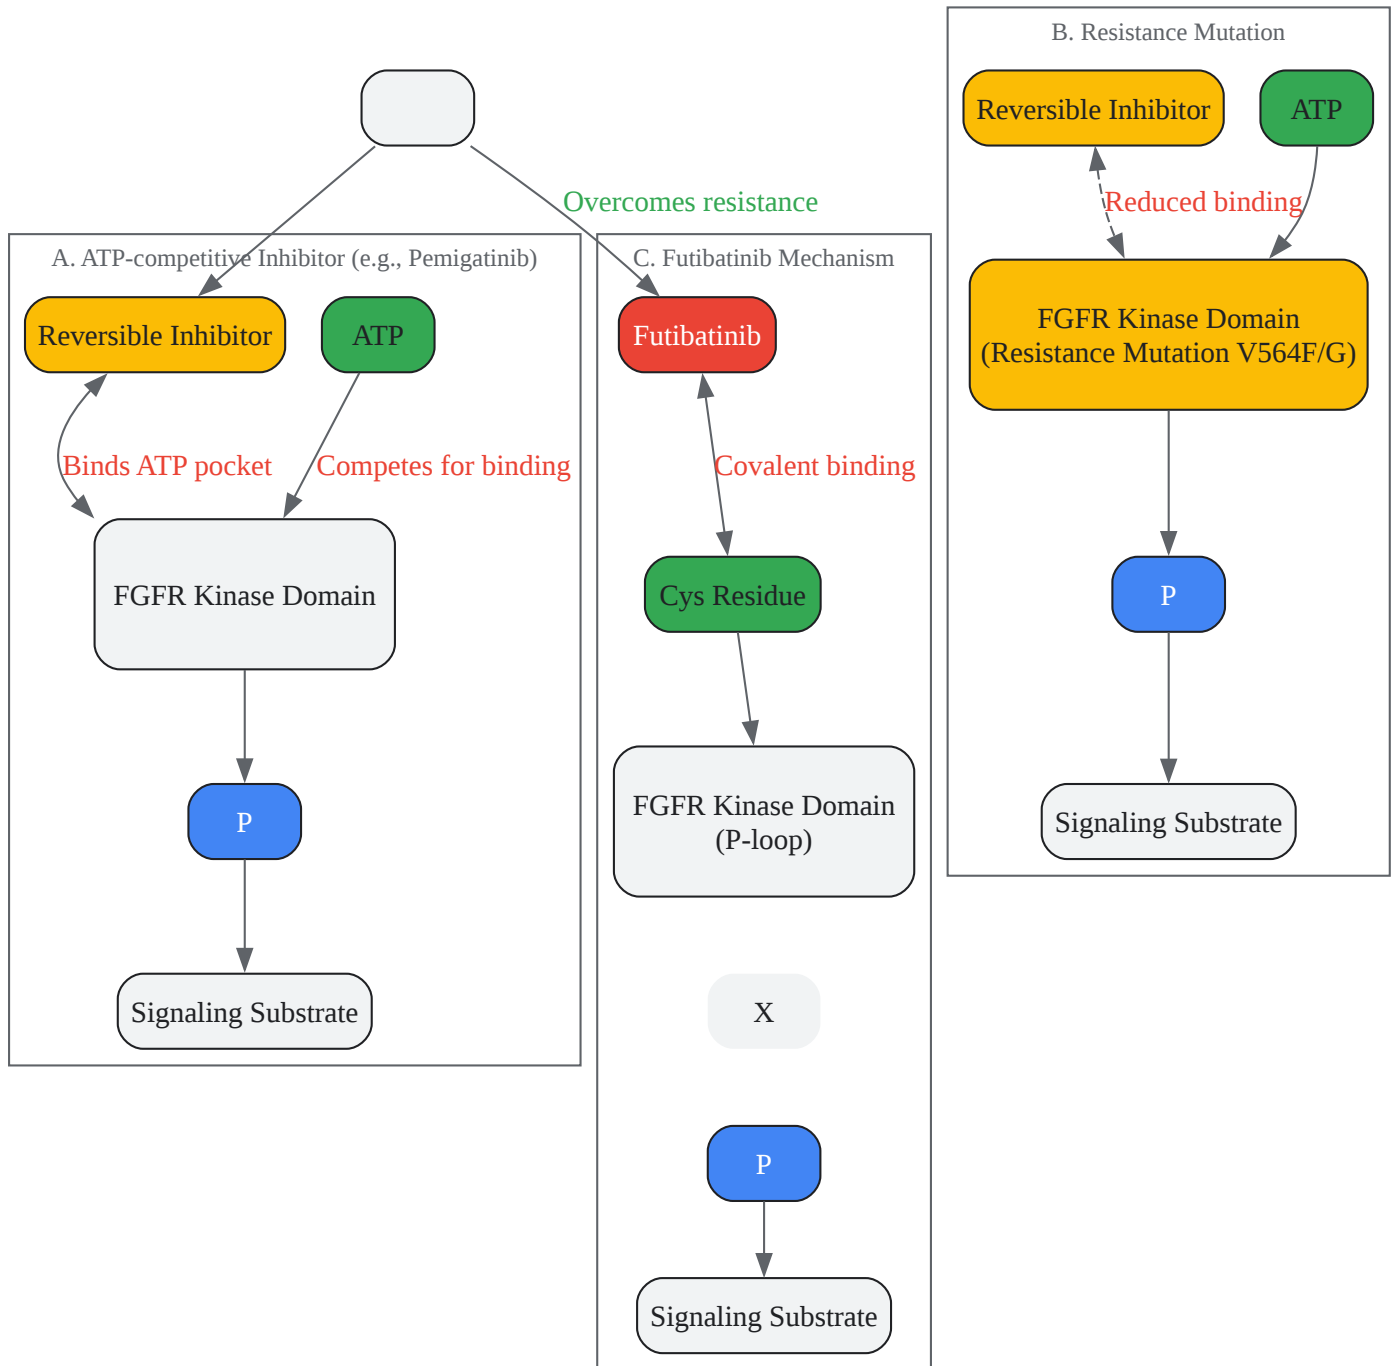 Overcomes resistance
A. ATP-competitive Inhibitor (e.g., Pemigatinib)
Reversible Inhibitor
ATP
Binds ATP pocket
Competes for binding
FGFR Kinase Domain
P
Signaling Substrate
C. Futibatinib Mechanism
Futibatinib
Covalent binding
Cys Residue
FGFR Kinase Domain
(P-loop)
X
P
Signaling Substrate
B. Resistance Mutation
Reversible Inhibitor
ATP
Reduced binding
FGFR Kinase Domain
(Resistance Mutation V564F/G)
P
Signaling Substrate